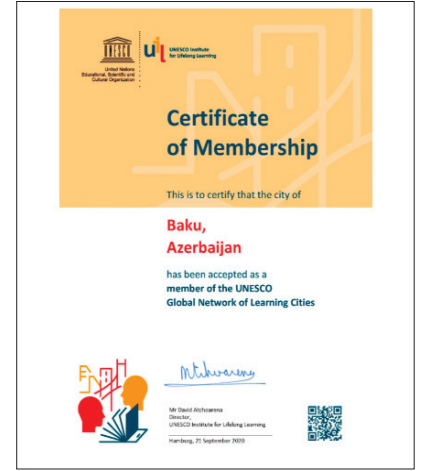 United Nations
Educational, Scientific and
Cultural Organization
uil
UNESCO Institute
for Lifelong Learning
Certificate
of Membership
This is to certify that the city of
Baku,
Azerbaijan
has been accepted as a
member of the UNESCO
Global Network of Learning Cities
Mr David Atchoarena
Director,
UNESCO Institute for Lifelong Learning
Hamburg, 21 September 2020